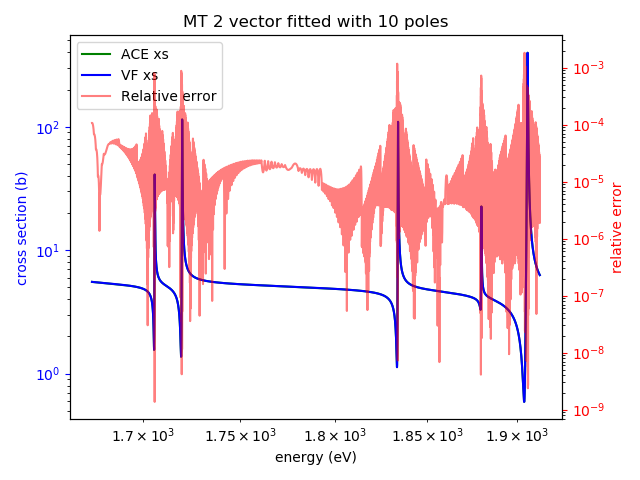 MT 2 vector fitted with 10 poles
ACE xs
VF xs
Relative error
cross section (b)
10²
10¹
10⁰
relative error
10⁻³
10⁻⁴
10⁻⁵
10⁻⁶
10⁻⁷
10⁻⁸
10⁻⁹
1.7 × 10³ 1.75 × 10³ 1.8 × 10³ 1.85 × 10³ 1.9 × 10³
energy (eV)